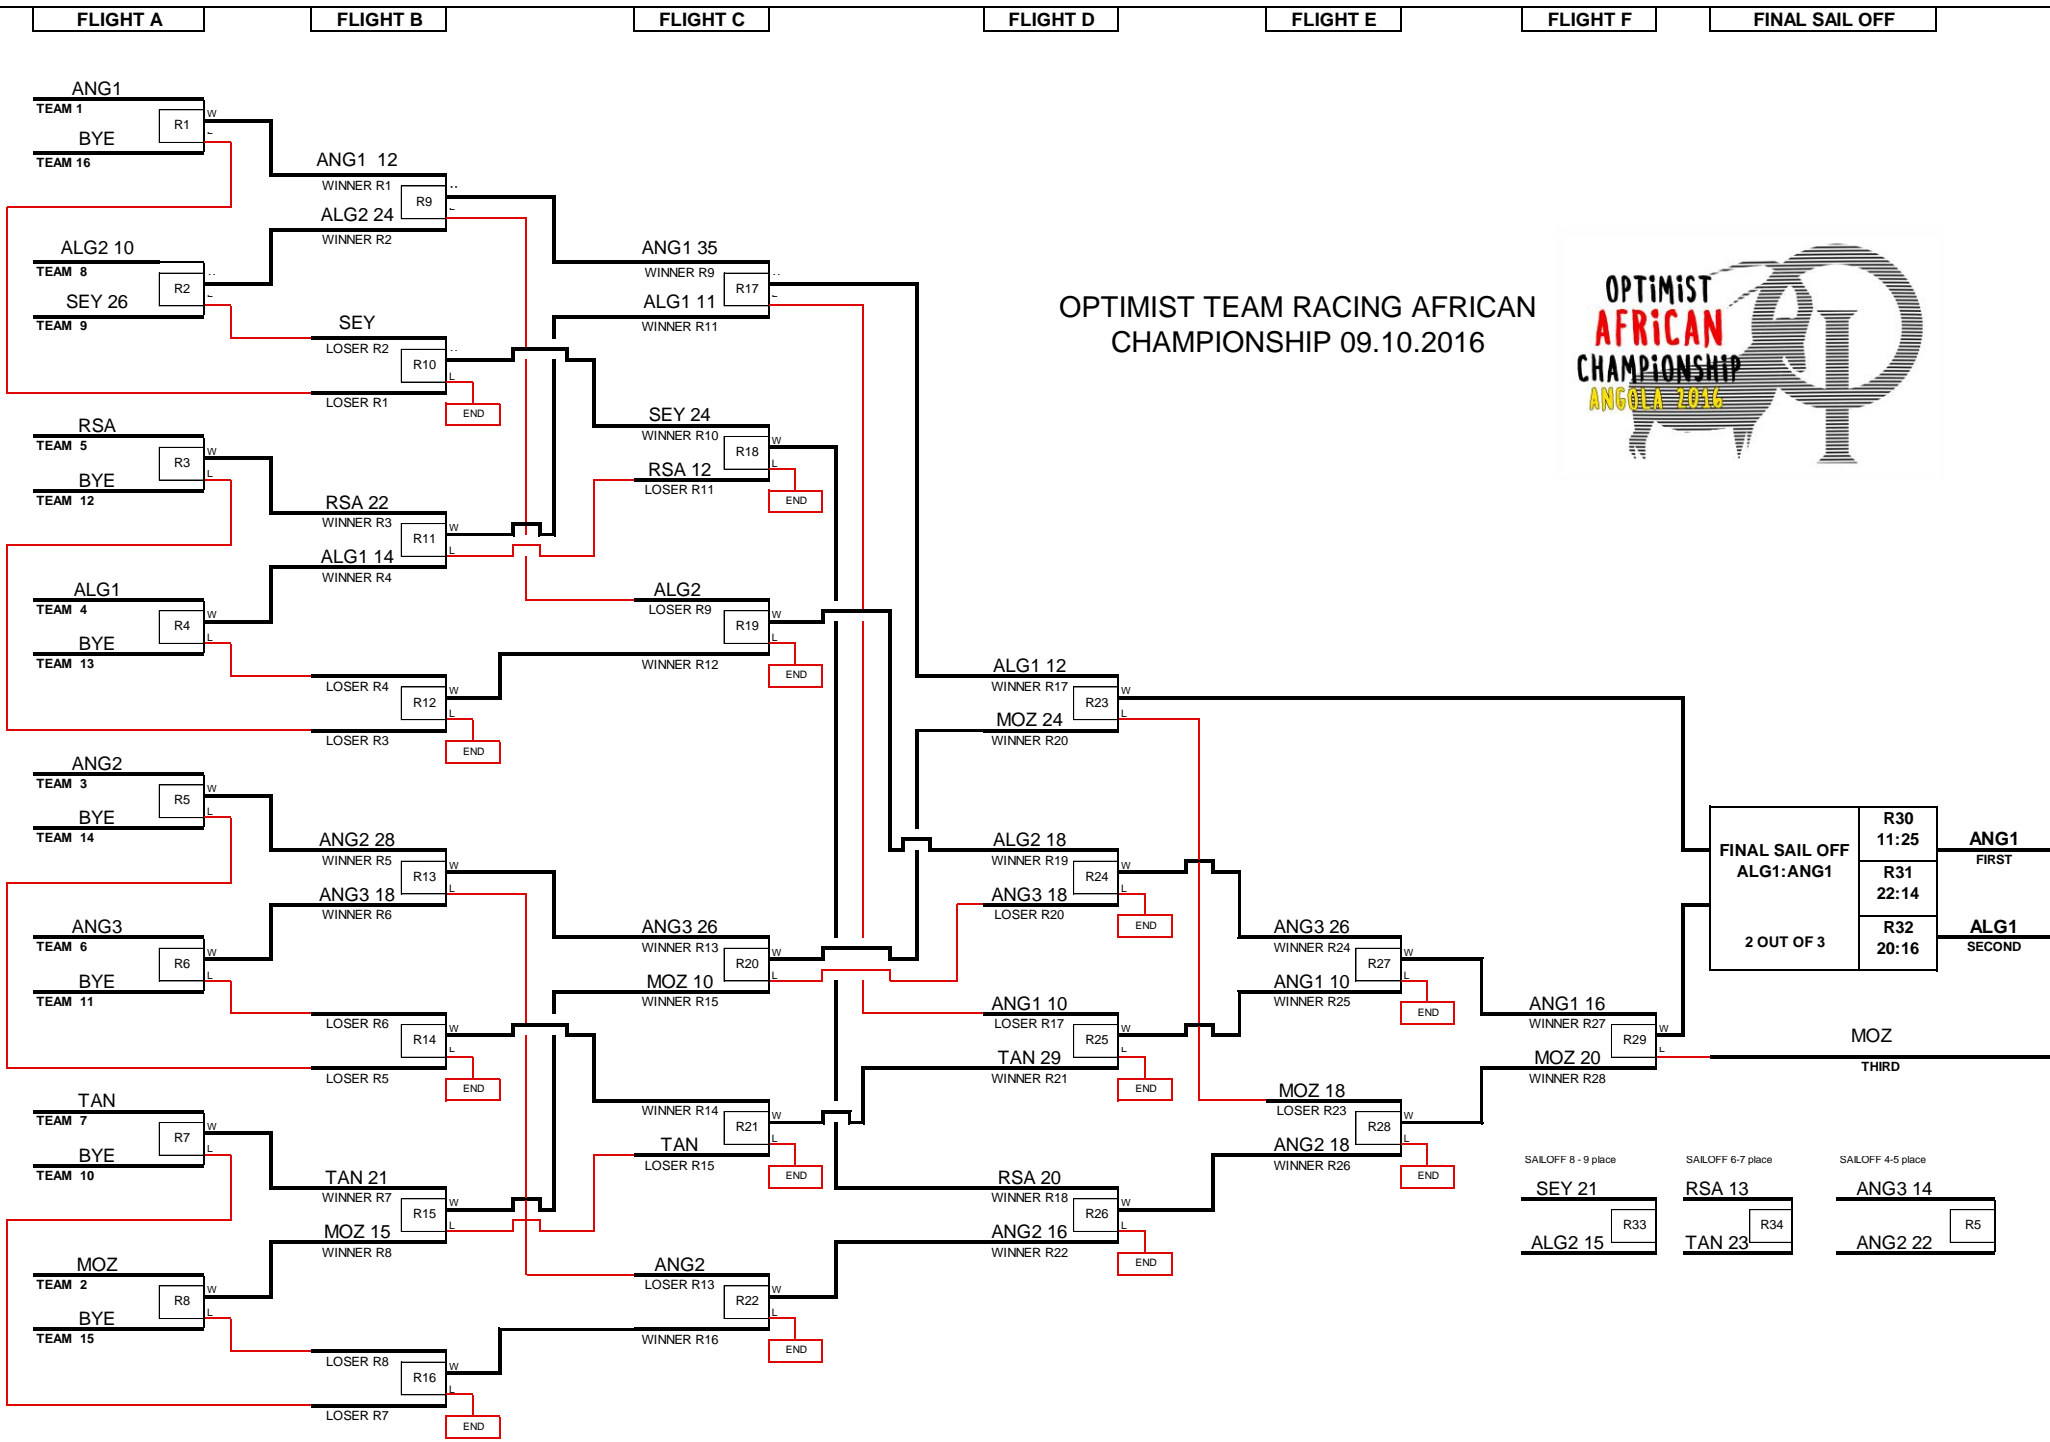 FLIGHT A
FLIGHT B
FLIGHT C
FLIGHT D
FLIGHT E
FLIGHT F
FINAL SAIL OFF
ANG1
TEAM 1
R1
W
L
BYE
TEAM 16
ALG2 10
TEAM 8
R2
L
SEY 26
TEAM 9
RSA
TEAM 5
R3
W
L
BYE
TEAM 12
ALG1
TEAM 4
R4
W
L
BYE
TEAM 13
ANG2
TEAM 3
R5
W
L
BYE
TEAM 14
ANG3
TEAM 6
R6
W
L
BYE
TEAM 11
TAN
TEAM 7
R7
W
L
BYE
TEAM 10
MOZ
TEAM 2
R8
W
L
BYE
TEAM 15
ANG1 12
WINNER R1
R9
L
ALG2 24
WINNER R2
SEY
LOSER R2
R10
L
LOSER R1
END
RSA 22
WINNER R3
R11
W
L
ALG1 14
WINNER R4
LOSER R4
R12
W
L
LOSER R3
END
ANG2 28
WINNER R5
R13
W
L
ANG3 18
WINNER R6
LOSER R6
R14
W
L
LOSER R5
END
TAN 21
WINNER R7
R15
W
L
MOZ 15
WINNER R8
LOSER R8
R16
W
L
LOSER R7
END
ANG1 35
WINNER R9
R17
L
ALG1 11
WINNER R11
SEY 24
WINNER R10
R18
W
L
RSA 12
LOSER R11
END
ALG2
LOSER R9
R19
W
L
WINNER R12
END
ANG3 26
WINNER R13
R20
W
L
MOZ 10
WINNER R15
WINNER R14
R21
W
L
TAN
LOSER R15
END
ANG2
LOSER R13
R22
W
L
WINNER R16
END
OPTIMIST TEAM RACING AFRICAN
CHAMPIONSHIP 09.10.2016
OPTiMiST
AFRiCAN
CHAMPiONSHiP
ANGOLA 2016
ALG1 12
WINNER R17
R23
W
L
MOZ 24
WINNER R20
ALG2 18
WINNER R19
R24
W
L
ANG3 18
LOSER R20
END
ANG1 10
LOSER R17
R25
W
L
TAN 29
WINNER R21
END
RSA 20
WINNER R18
R26
W
L
ANG2 16
WINNER R22
END
ANG3 26
WINNER R24
R27
W
L
ANG1 10
WINNER R25
END
MOZ 18
LOSER R23
R28
W
L
ANG2 18
WINNER R26
END
ANG1 16
WINNER R27
R29
W
L
MOZ 20
WINNER R28
FINAL SAIL OFF
ALG1:ANG1
2 OUT OF 3
R30
11:25
R31
22:14
R32
20:16
ANG1
FIRST
ALG1
SECOND
MOZ
THIRD
SAILOFF 8 - 9 place
SEY 21
R33
ALG2 15
SAILOFF 6-7 place
RSA 13
R34
TAN 23
SAILOFF 4-5 place
ANG3 14
R5
ANG2 22